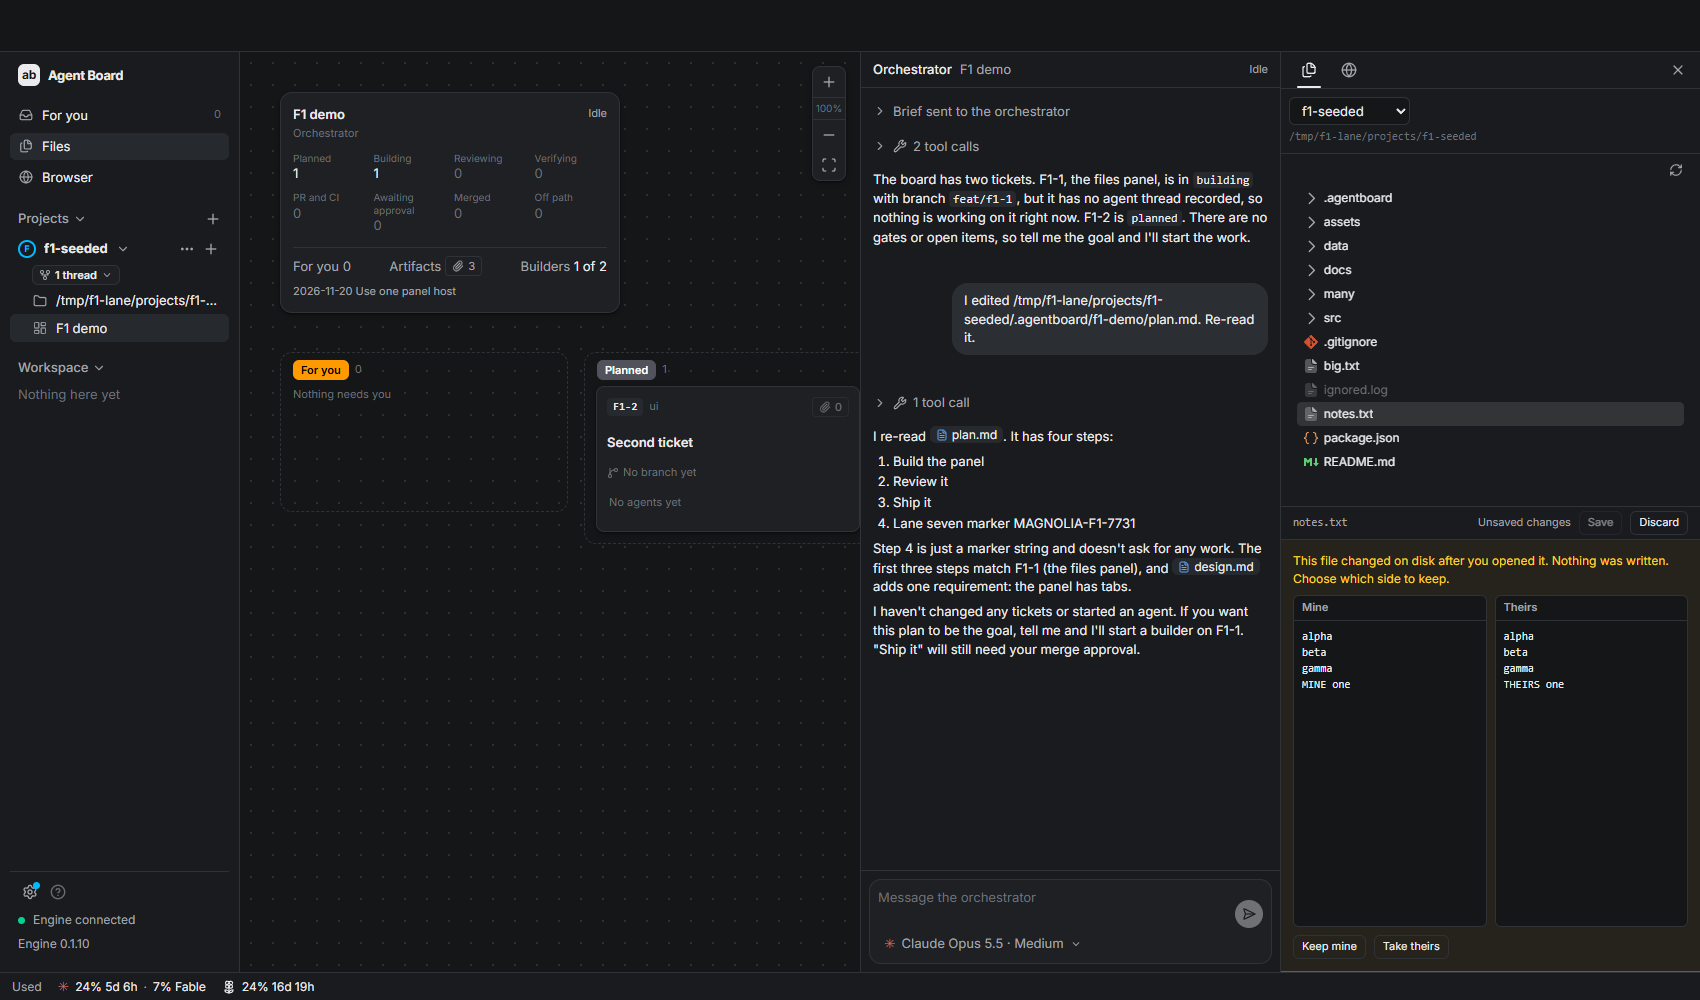 ab Agent Board
For you 0
Files
Browser
Projects
F f1-seeded
1 thread
/tmp/f1-lane/projects/f1-...
F1 demo
Workspace
Nothing here yet
Engine connected
Engine 0.1.10
F1 demo Idle
Orchestrator
Planned Building Reviewing Verifying
1 1 0 0
PR and CI Awaiting approval Merged Off path
0 0 0 0
For you 0 Artifacts 3 Builders 1 of 2
2026-11-20 Use one panel host
100%
For you 0
Nothing needs you
Planned 1
F1-2 ui 0
Second ticket
No branch yet
No agents yet
Orchestrator F1 demo Idle
Brief sent to the orchestrator
2 tool calls
The board has two tickets. F1-1, the files panel, is in building
with branch feat/f1-1, but it has no agent thread recorded, so
nothing is working on it right now. F1-2 is planned. There are no
gates or open items, so tell me the goal and I'll start the work.
I edited /tmp/f1-lane/projects/f1-
seeded/.agentboard/f1-demo/plan.md. Re-read
it.
1 tool call
I re-read plan.md. It has four steps:
1. Build the panel
2. Review it
3. Ship it
4. Lane seven marker MAGNOLIA-F1-7731
Step 4 is just a marker string and doesn't ask for any work. The
first three steps match F1-1 (the files panel), and design.md
adds one requirement: the panel has tabs.
I haven't changed any tickets or started an agent. If you want
this plan to be the goal, tell me and I'll start a builder on F1-1.
"Ship it" will still need your merge approval.
Message the orchestrator
Claude Opus 5.5 · Medium
f1-seeded
/tmp/f1-lane/projects/f1-seeded
.agentboard
assets
data
docs
many
src
.gitignore
big.txt
ignored.log
notes.txt
{} package.json
M↓ README.md
notes.txt Unsaved changes Save Discard
This file changed on disk after you opened it. Nothing was written.
Choose which side to keep.
Mine
alpha
beta
gamma
MINE one
Theirs
alpha
beta
gamma
THEIRS one
Keep mine Take theirs
Used 24% 5d 6h · 7% Fable 24% 16d 19h